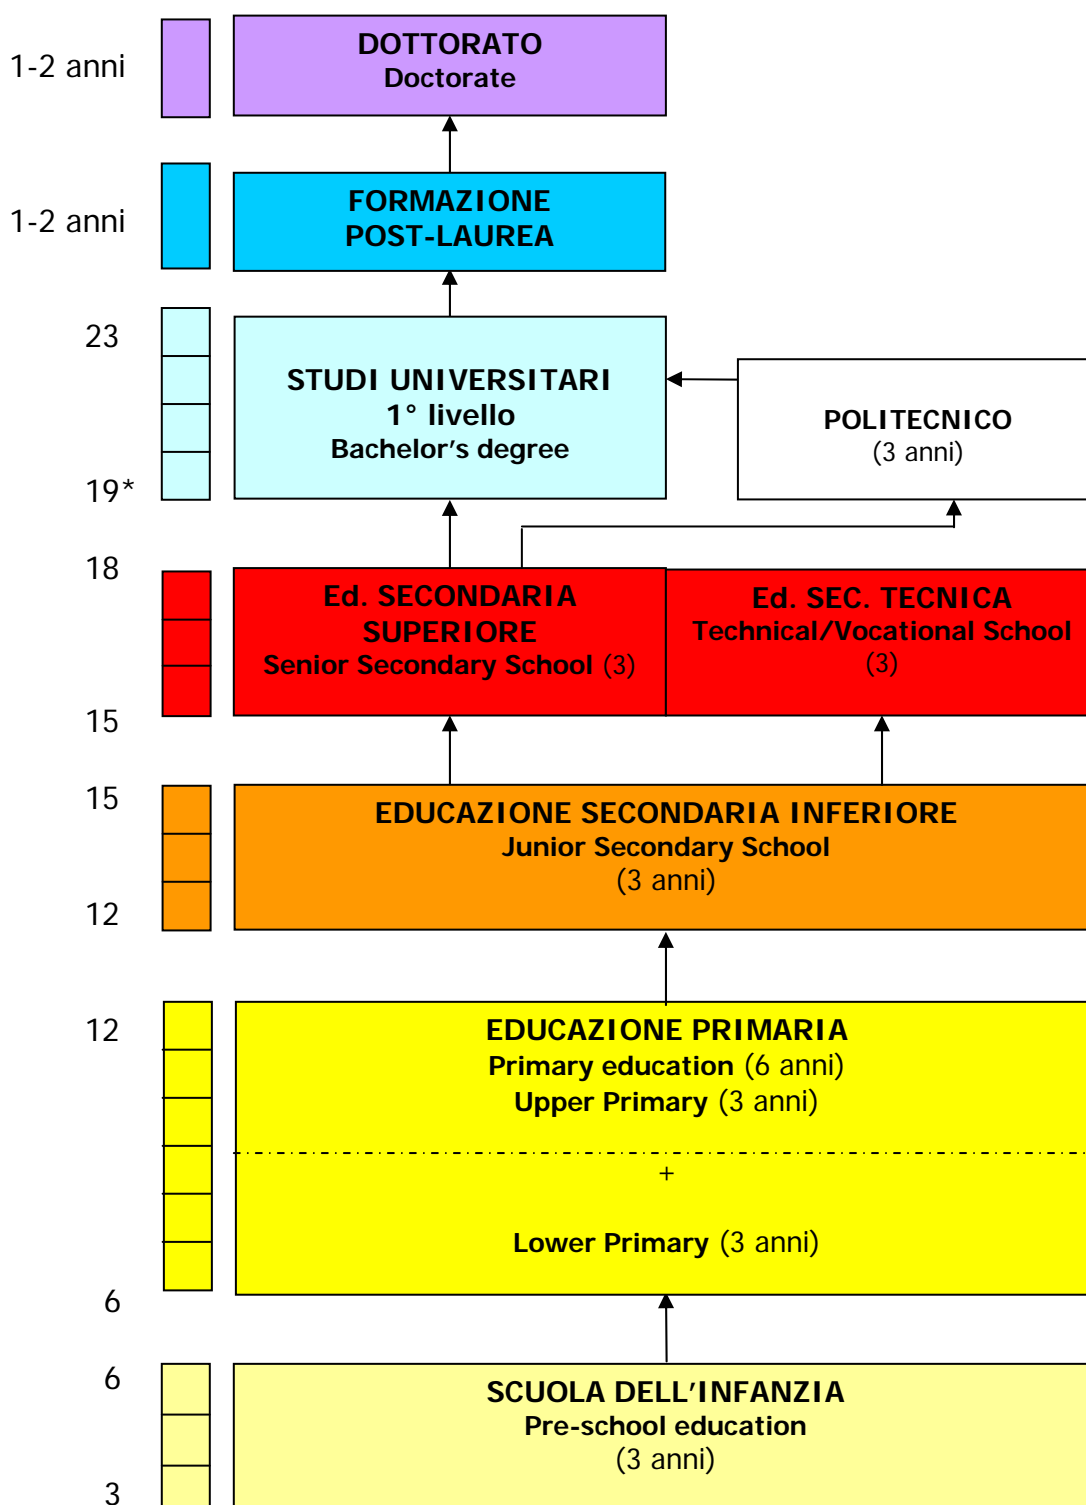 1-2 anni
DOTTORATO
Doctorate
1-2 anni
FORMAZIONE
POST-LAUREA
23
STUDI UNIVERSITARI
1° livello
Bachelor's degree
19*
POLITECNICO
(3 anni)
18
Ed. SECONDARIA
SUPERIORE
Senior Secondary School (3)
Ed. SEC. TECNICA
Technical/Vocational School
(3)
15
15
EDUCAZIONE SECONDARIA INFERIORE
Junior Secondary School
(3 anni)
12
12
EDUCAZIONE PRIMARIA
Primary education (6 anni)
Upper Primary (3 anni)
+
Lower Primary (3 anni)
6
6
SCUOLA DELL'INFANZIA
Pre-school education
(3 anni)
3